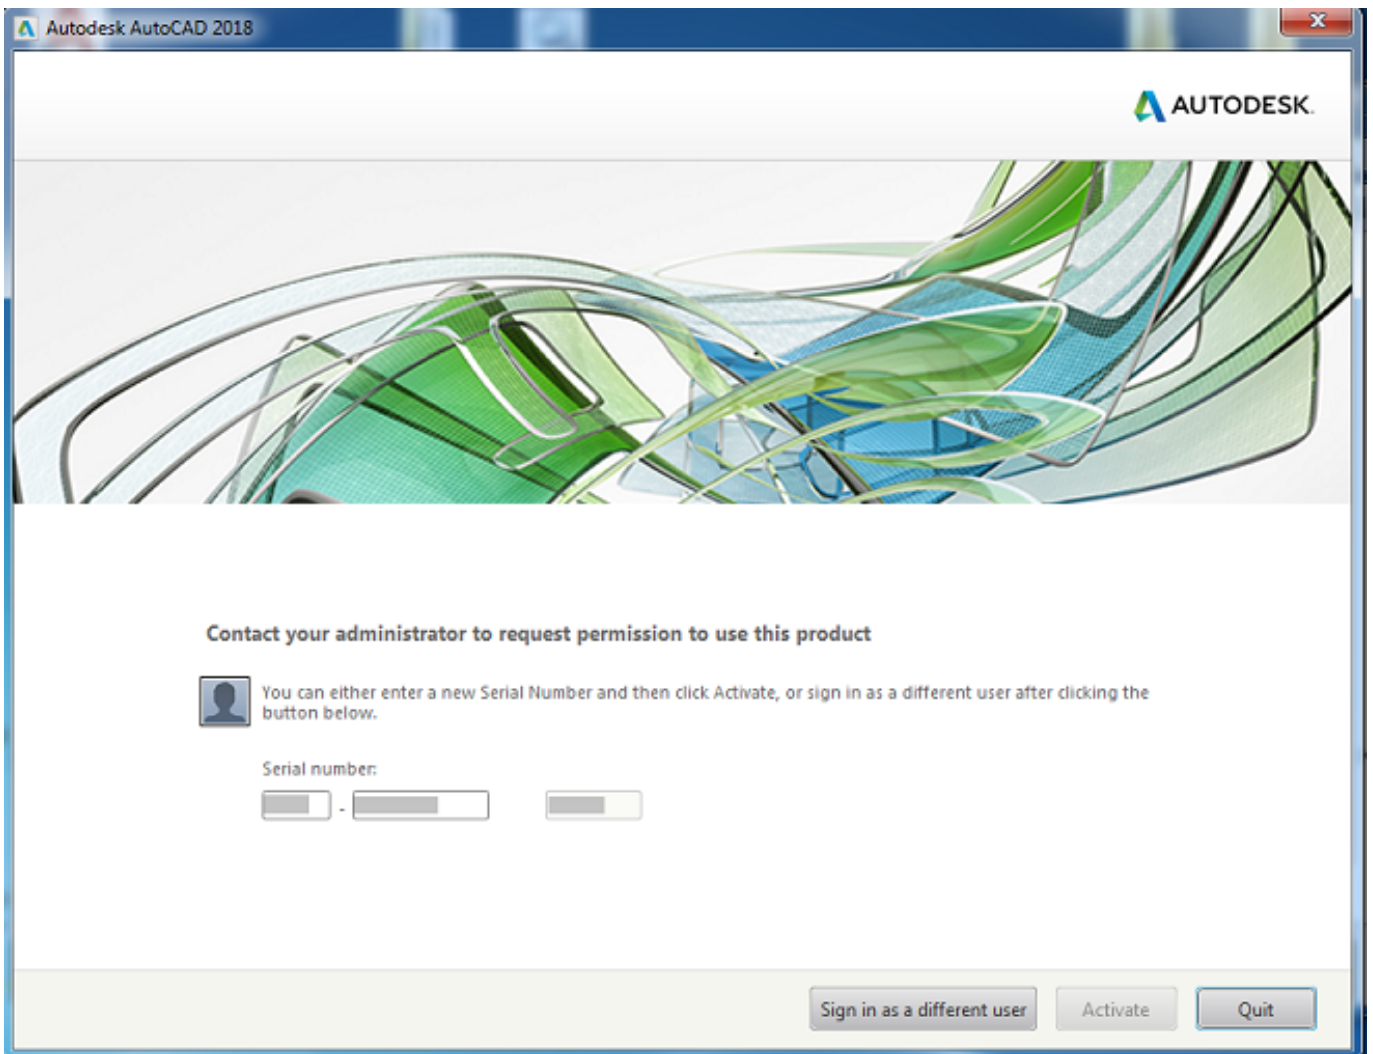 Autodesk AutoCAD 2018
AUTODESK.
Contact your administrator to request permission to use this product
You can either enter a new Serial Number and then click Activate, or sign in as a different user after clicking the
button below.
Serial number:
-
Sign in as a different user
Activate
Quit